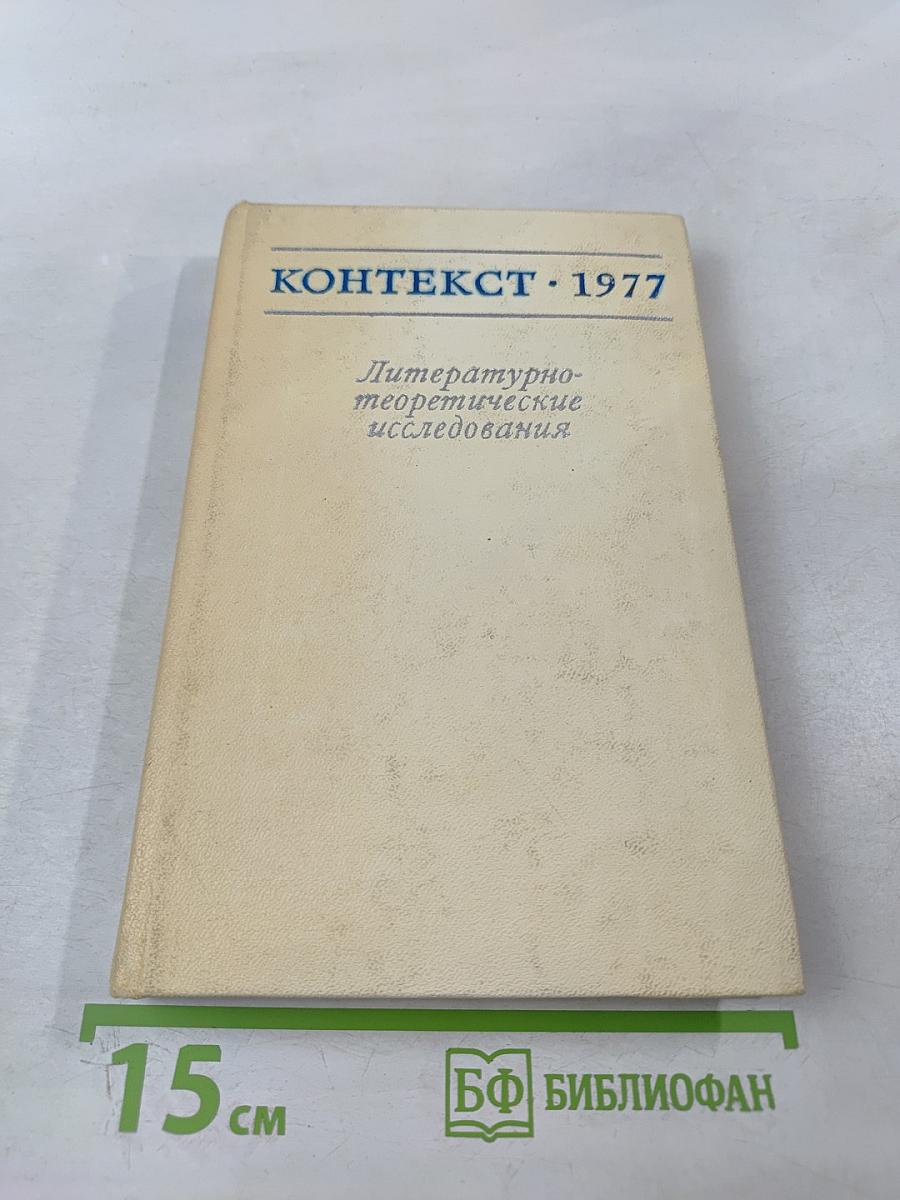 КОНТЕКСТ · 1977
Литературно-
теоретические
исследования
15 см
БФ БИБЛИОФАН